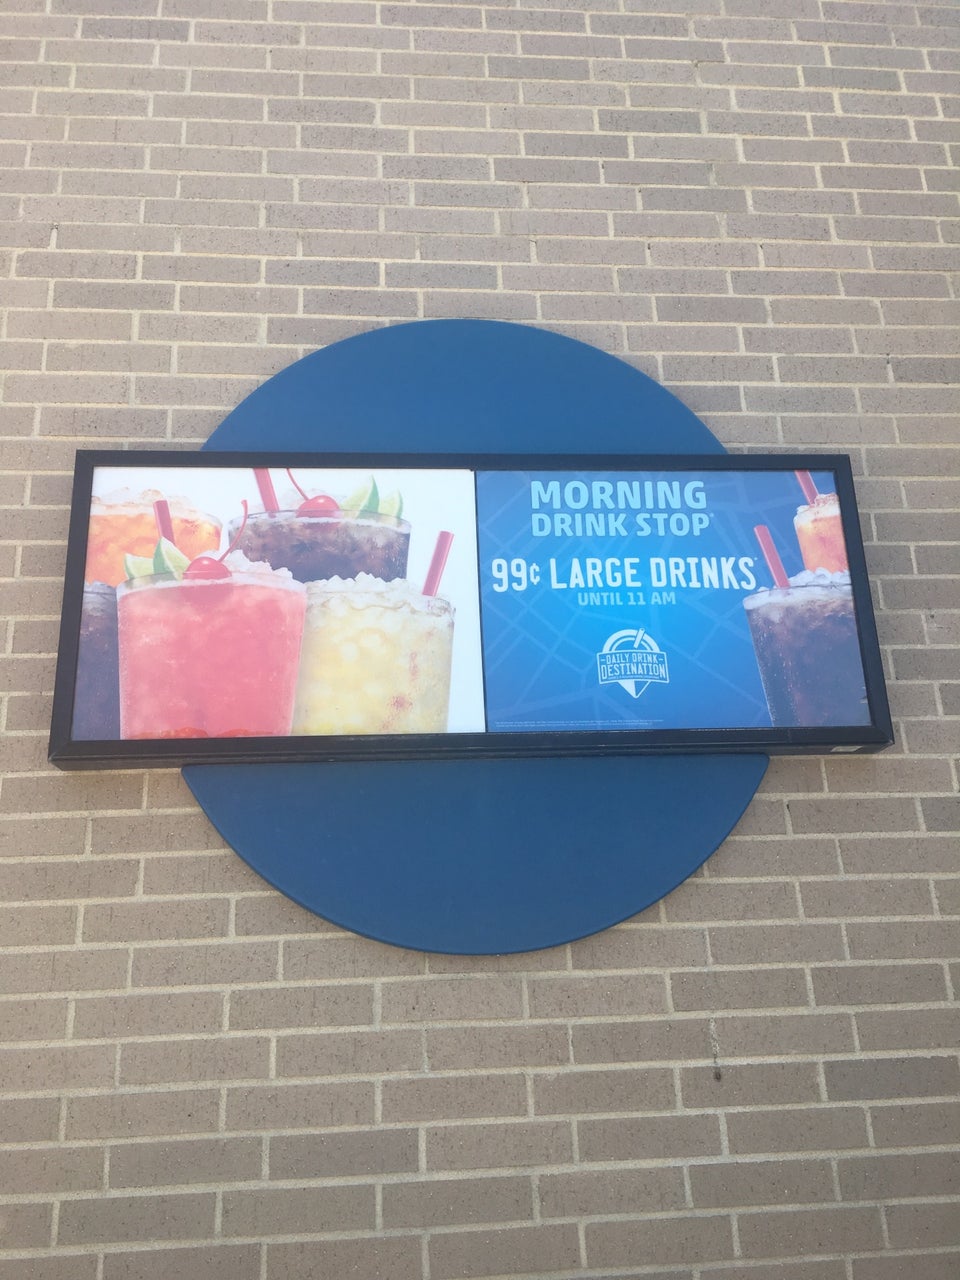 MORNING
DRINK STOP®
99¢ LARGE DRINKS*
UNTIL 11 AM
DAILY DRINK
DESTINATION